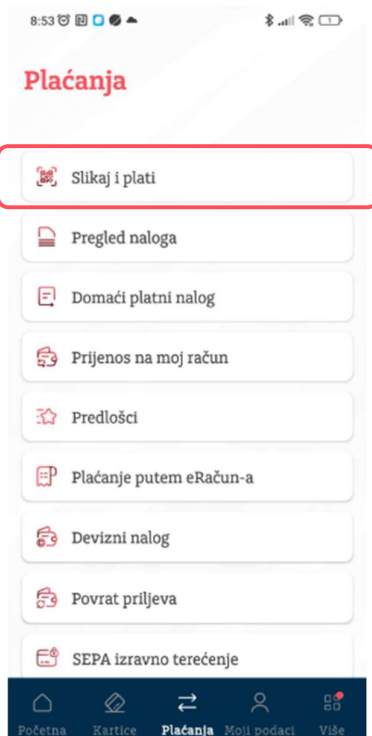 8:53
Plaćanja
Slikaj i plati
Pregled naloga
Domaći platni nalog
Prijenos na moj račun
Predlošci
Plaćanje putem eRačun-a
Devizni nalog
Povrat priljeva
SEPA izravno terećenje
Početna Kartice Plaćanja Moji podaci Više